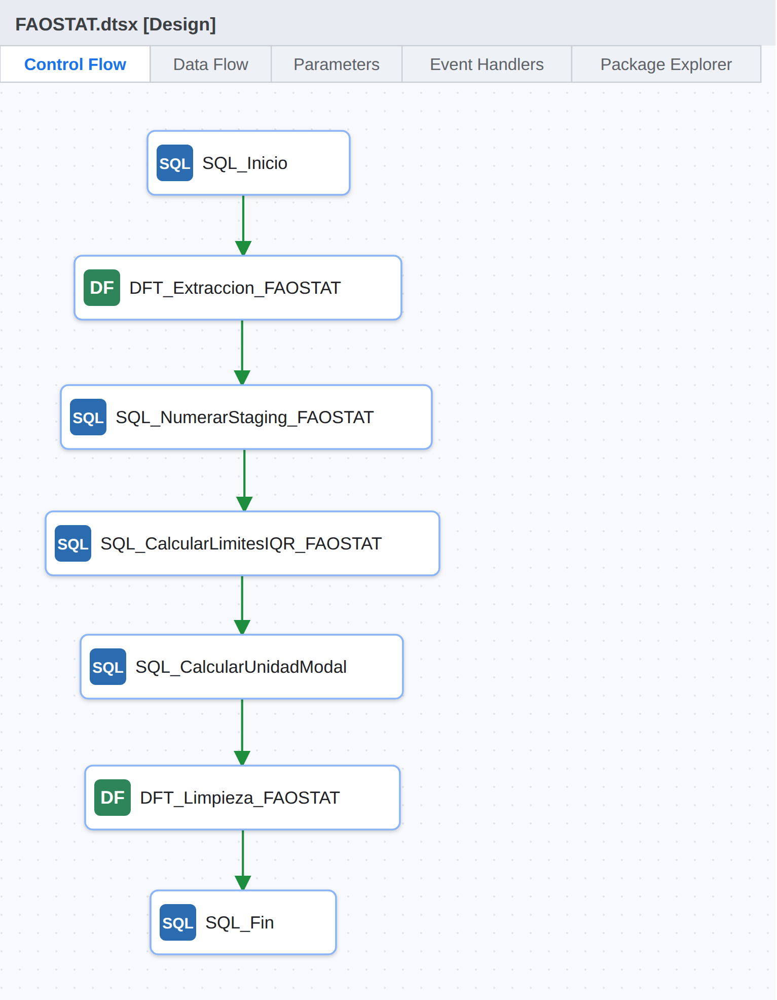 FAOSTAT.dtsx [Design]
Control Flow Data Flow Parameters Event Handlers Package Explorer
SQL SQL_Inicio
DF DFT_Extraccion_FAOSTAT
SQL SQL_NumerarStaging_FAOSTAT
SQL SQL_CalcularLimitesIQR_FAOSTAT
SQL SQL_CalcularUnidadModal
DF DFT_Limpieza_FAOSTAT
SQL SQL_Fin